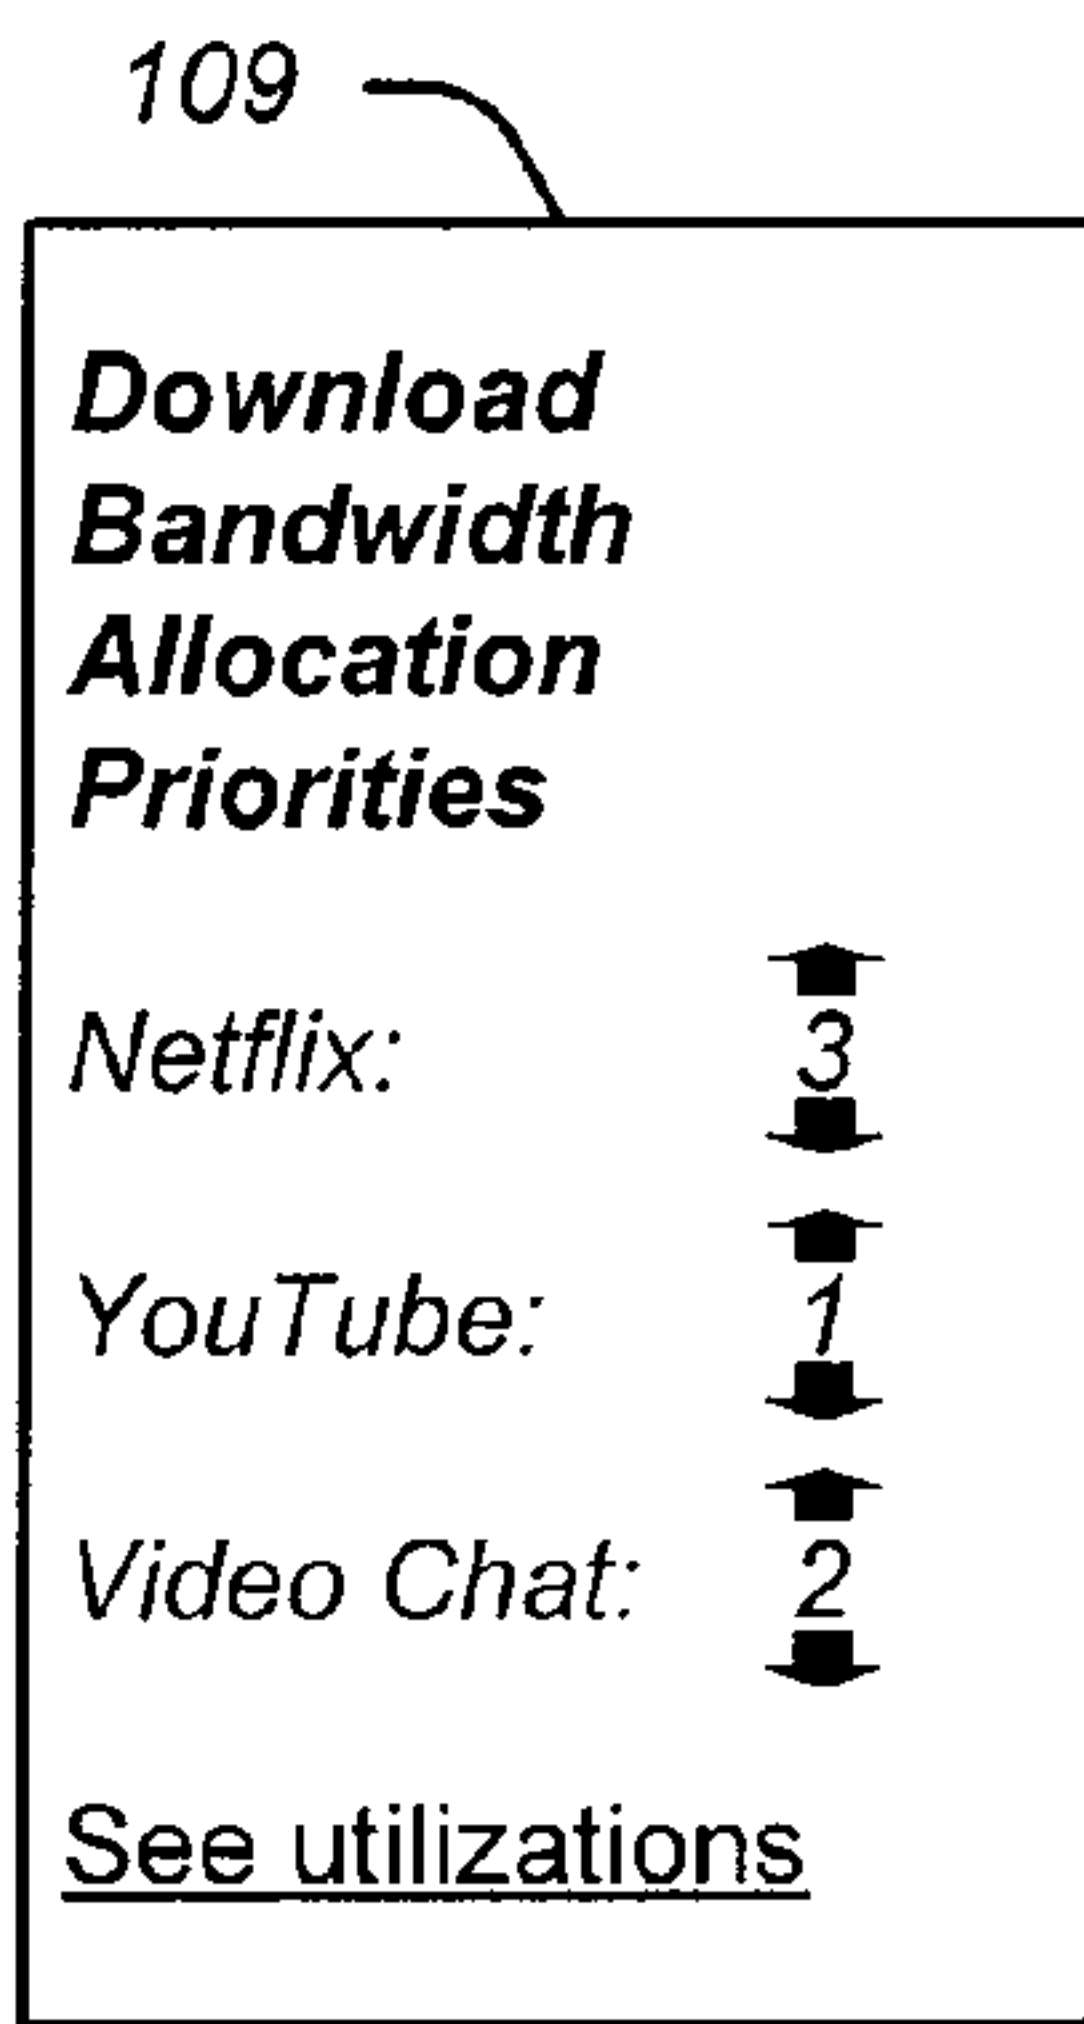 109
Download
Bandwidth
Allocation
Priorities
Netflix: 3
YouTube: 1
Video Chat: 2
See utilizations